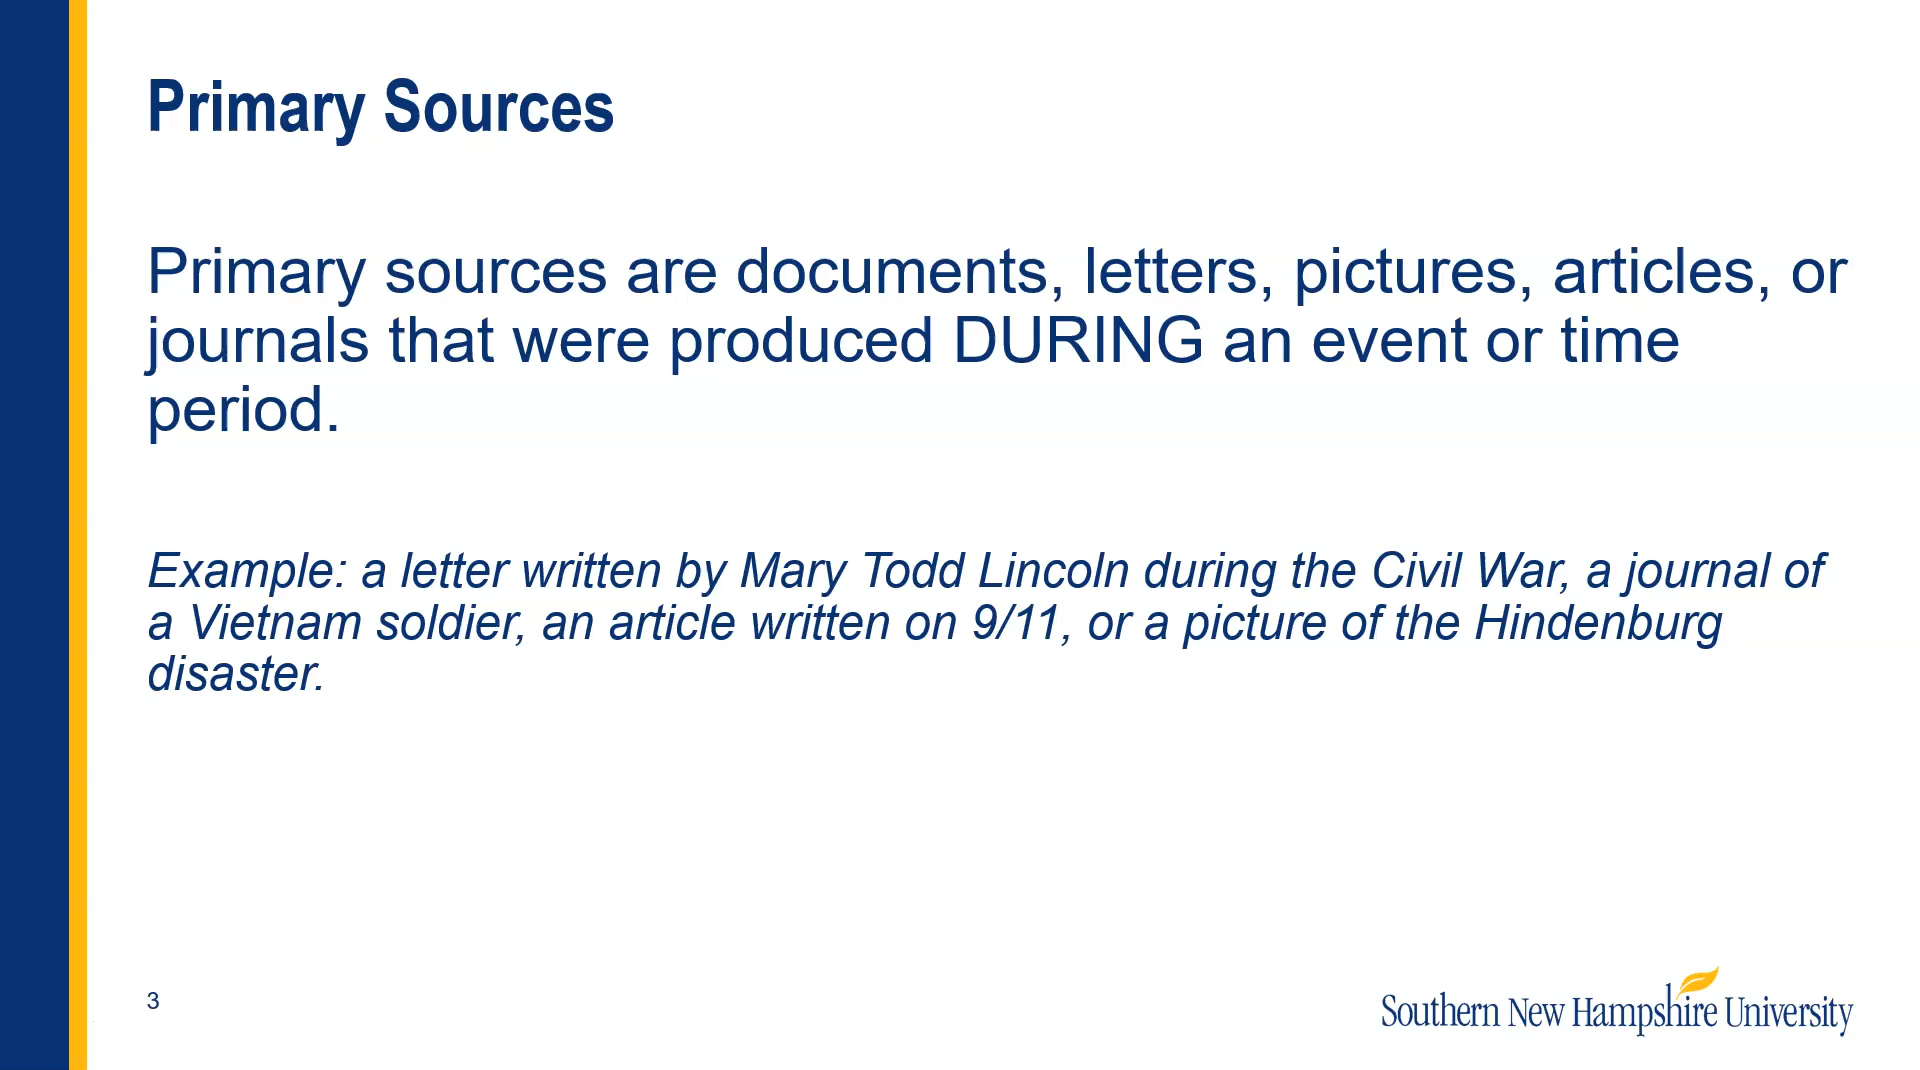 Primary Sources
Primary sources are documents, letters, pictures, articles, or
journals that were produced DURING an event or time
period.
Example: a letter written by Mary Todd Lincoln during the Civil War, a journal of
a Vietnam soldier, an article written on 9/11, or a picture of the Hindenburg
disaster.
3
Southern New Hampshire University